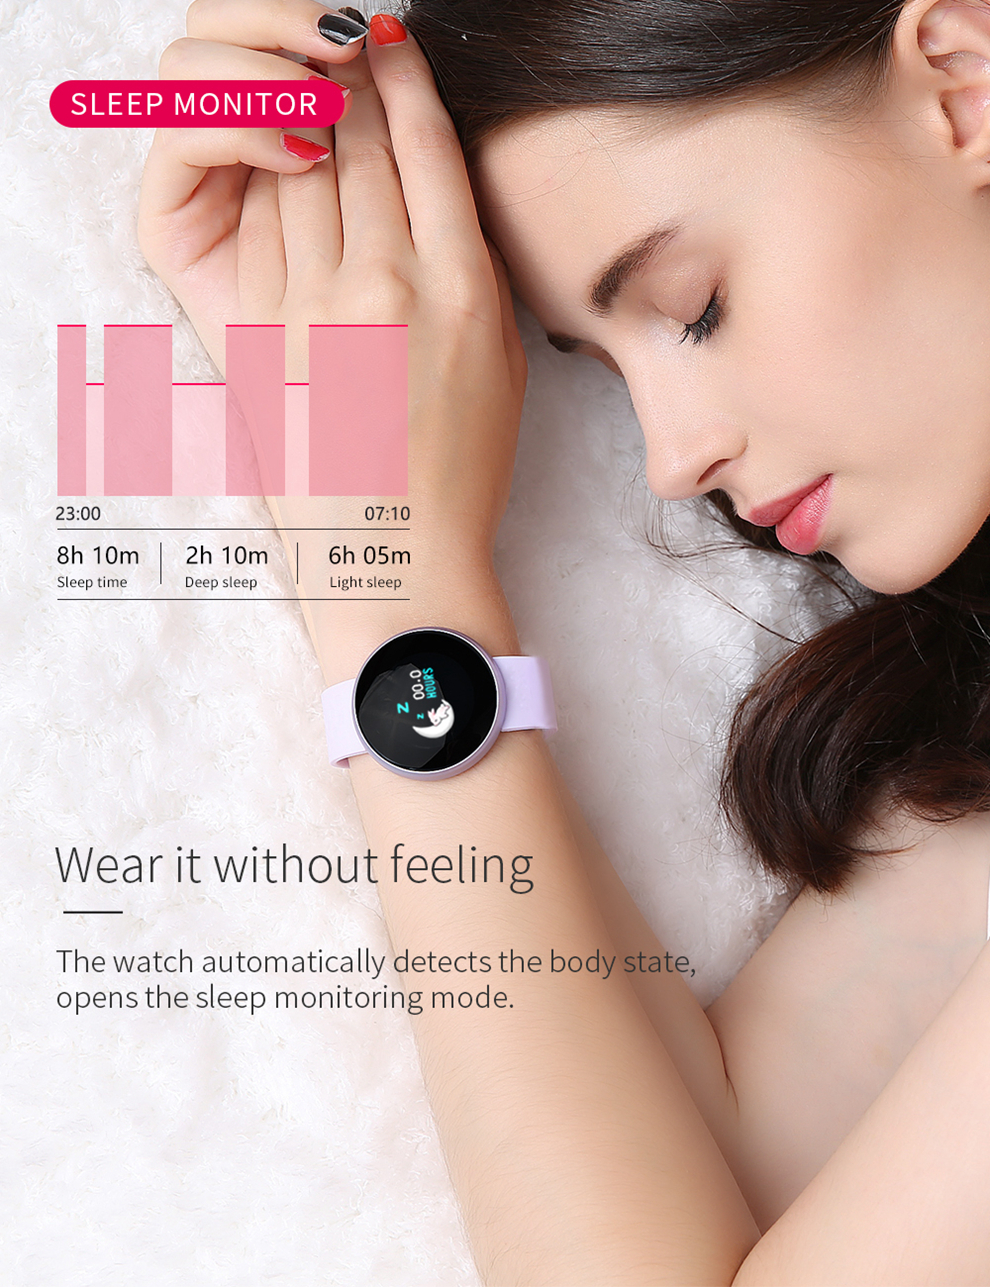 SLEEP MONITOR
23:00 07:10
8h 10m 2h 10m 6h 05m
Sleep time Deep sleep Light sleep
Z
z
00.0
HOURS
Wear it without feeling
The watch automatically detects the body state,
opens the sleep monitoring mode.